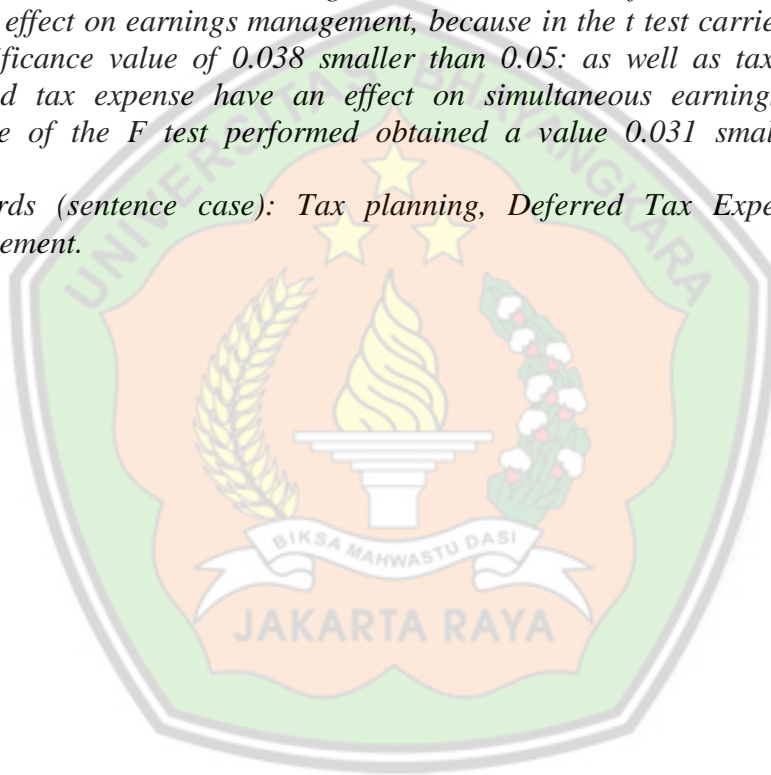 effect on earnings management, because in the t test carrie
ificance value of 0.038 smaller than 0.05: as well as tax
d tax expense have an effect on simultaneous earning
e of the F test performed obtained a value 0.031 smal
rds (sentence case): Tax planning, Deferred Tax Expe
ement.
UNIVERSITAS BHAYANGKARA
BIKSA MAHWASTU DASI
JAKARTA RAYA